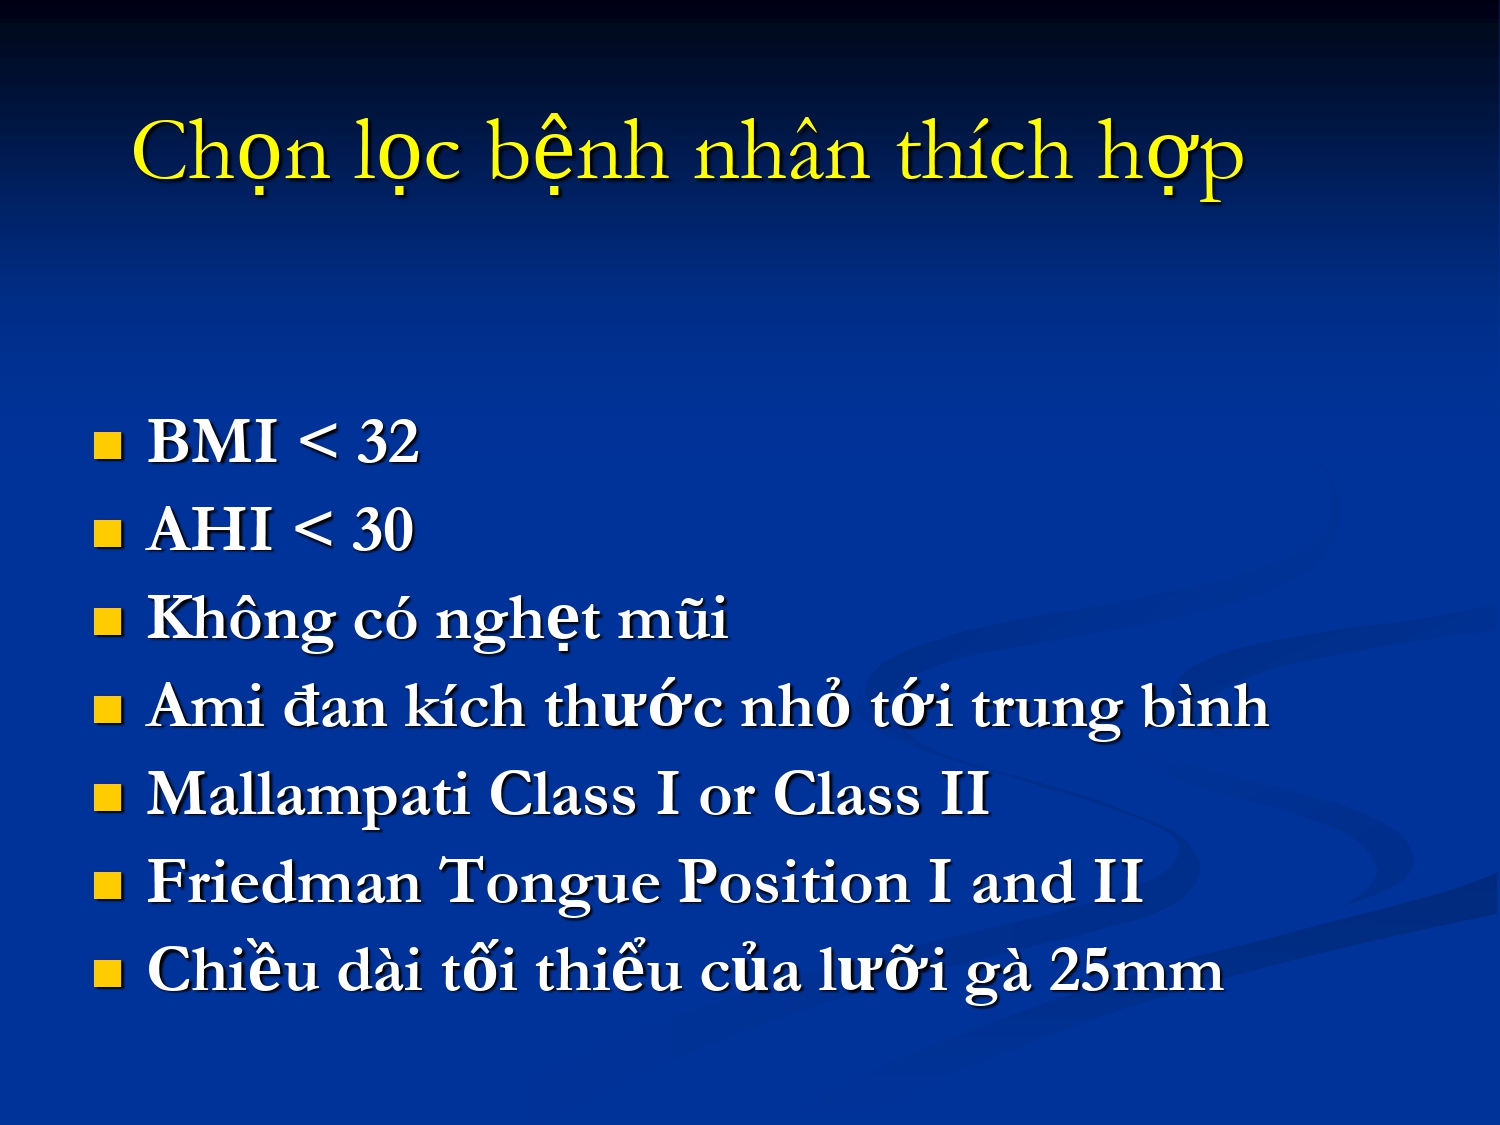 Chọn lọc bệnh nhân thích hợp
BMI < 32
AHI < 30
Không có nghẹt mũi
Ami đan kích thước nhỏ tới trung bình
Mallampati Class I or Class II
Friedman Tongue Position I and II
Chiều dài tối thiểu của lưỡi gà 25mm